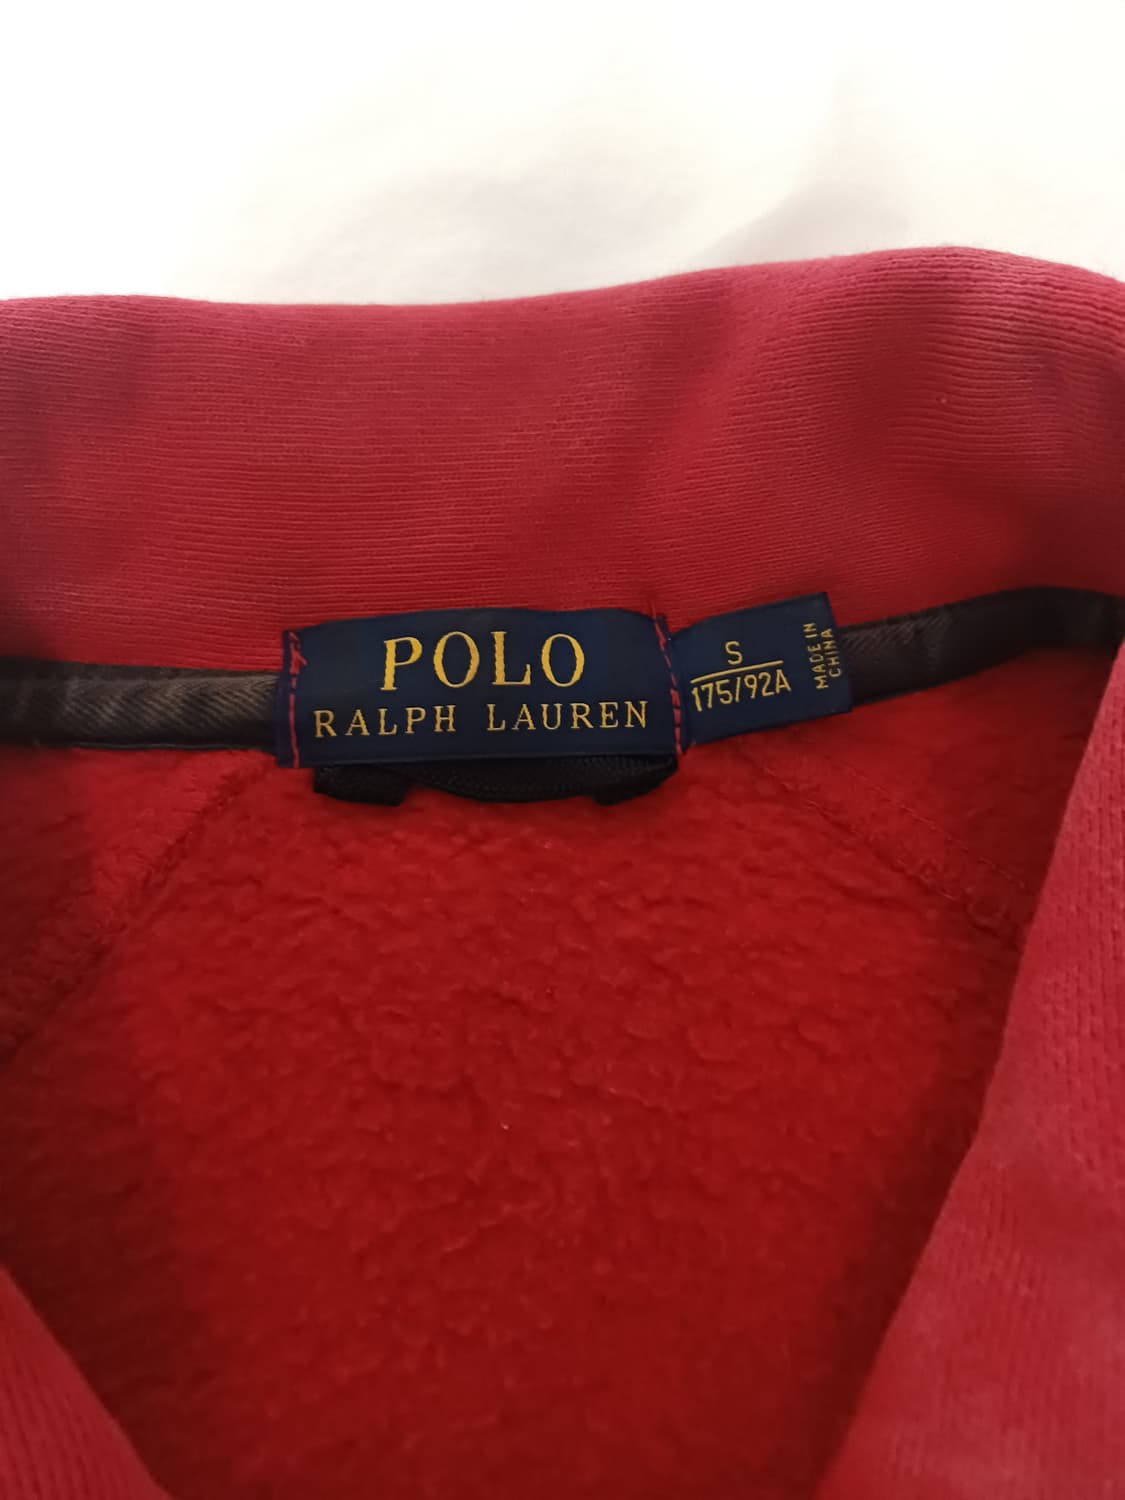 POLO
RALPH LAUREN
S
175/92A
MADE IN
CHINA